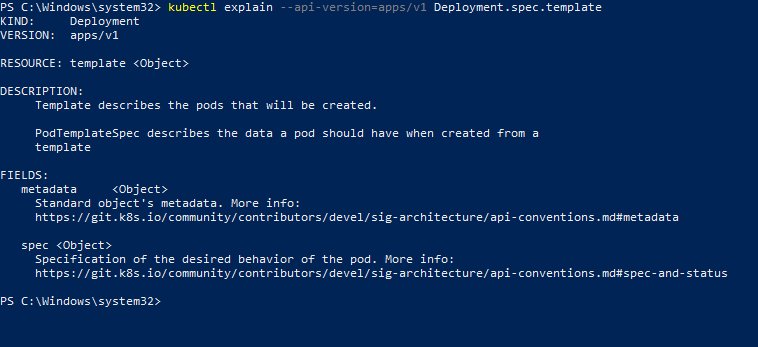 PS C:\Windows\system32> kubectl explain --api-version=apps/v1 Deployment.spec.template
KIND:     Deployment
VERSION:  apps/v1

RESOURCE: template <Object>

DESCRIPTION:
     Template describes the pods that will be created.

     PodTemplateSpec describes the data a pod should have when created from a
     template

FIELDS:
   metadata     <Object>
     Standard object's metadata. More info:
     https://git.k8s.io/community/contributors/devel/sig-architecture/api-conventions.md#metadata

   spec <Object>
     Specification of the desired behavior of the pod. More info:
     https://git.k8s.io/community/contributors/devel/sig-architecture/api-conventions.md#spec-and-status

PS C:\Windows\system32>